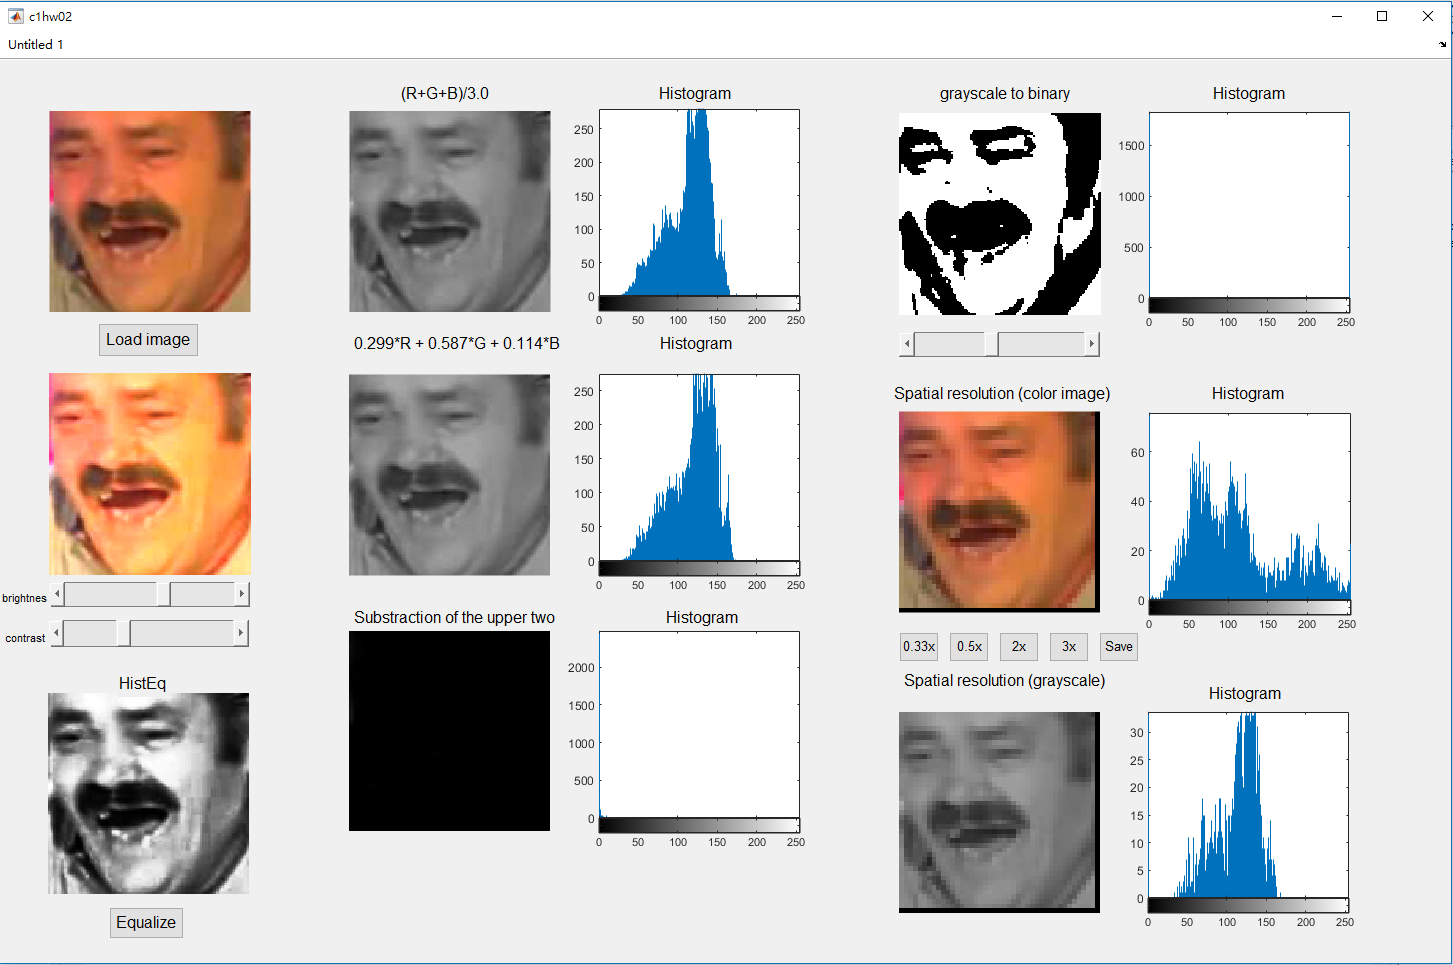 c1hw02
Untitled 1
(R+G+B)/3.0
Histogram
grayscale to binary
Histogram
250
200
150
100
50
0
0 50 100 150 200 250
1500
1000
500
0
0 50 100 150 200 250
Load image
0.299*R + 0.587*G + 0.114*B
Histogram
250
200
150
100
50
0
0 50 100 150 200 250
Spatial resolution (color image)
Histogram
60
40
20
0
0 50 100 150 200 250
brightnes
contrast
Substraction of the upper two
Histogram
2000
1500
1000
500
0
0 50 100 150 200 250
0.33x 0.5x 2x 3x Save
HistEq
Spatial resolution (grayscale)
Histogram
30
25
20
15
10
5
0
0 50 100 150 200 250
Equalize